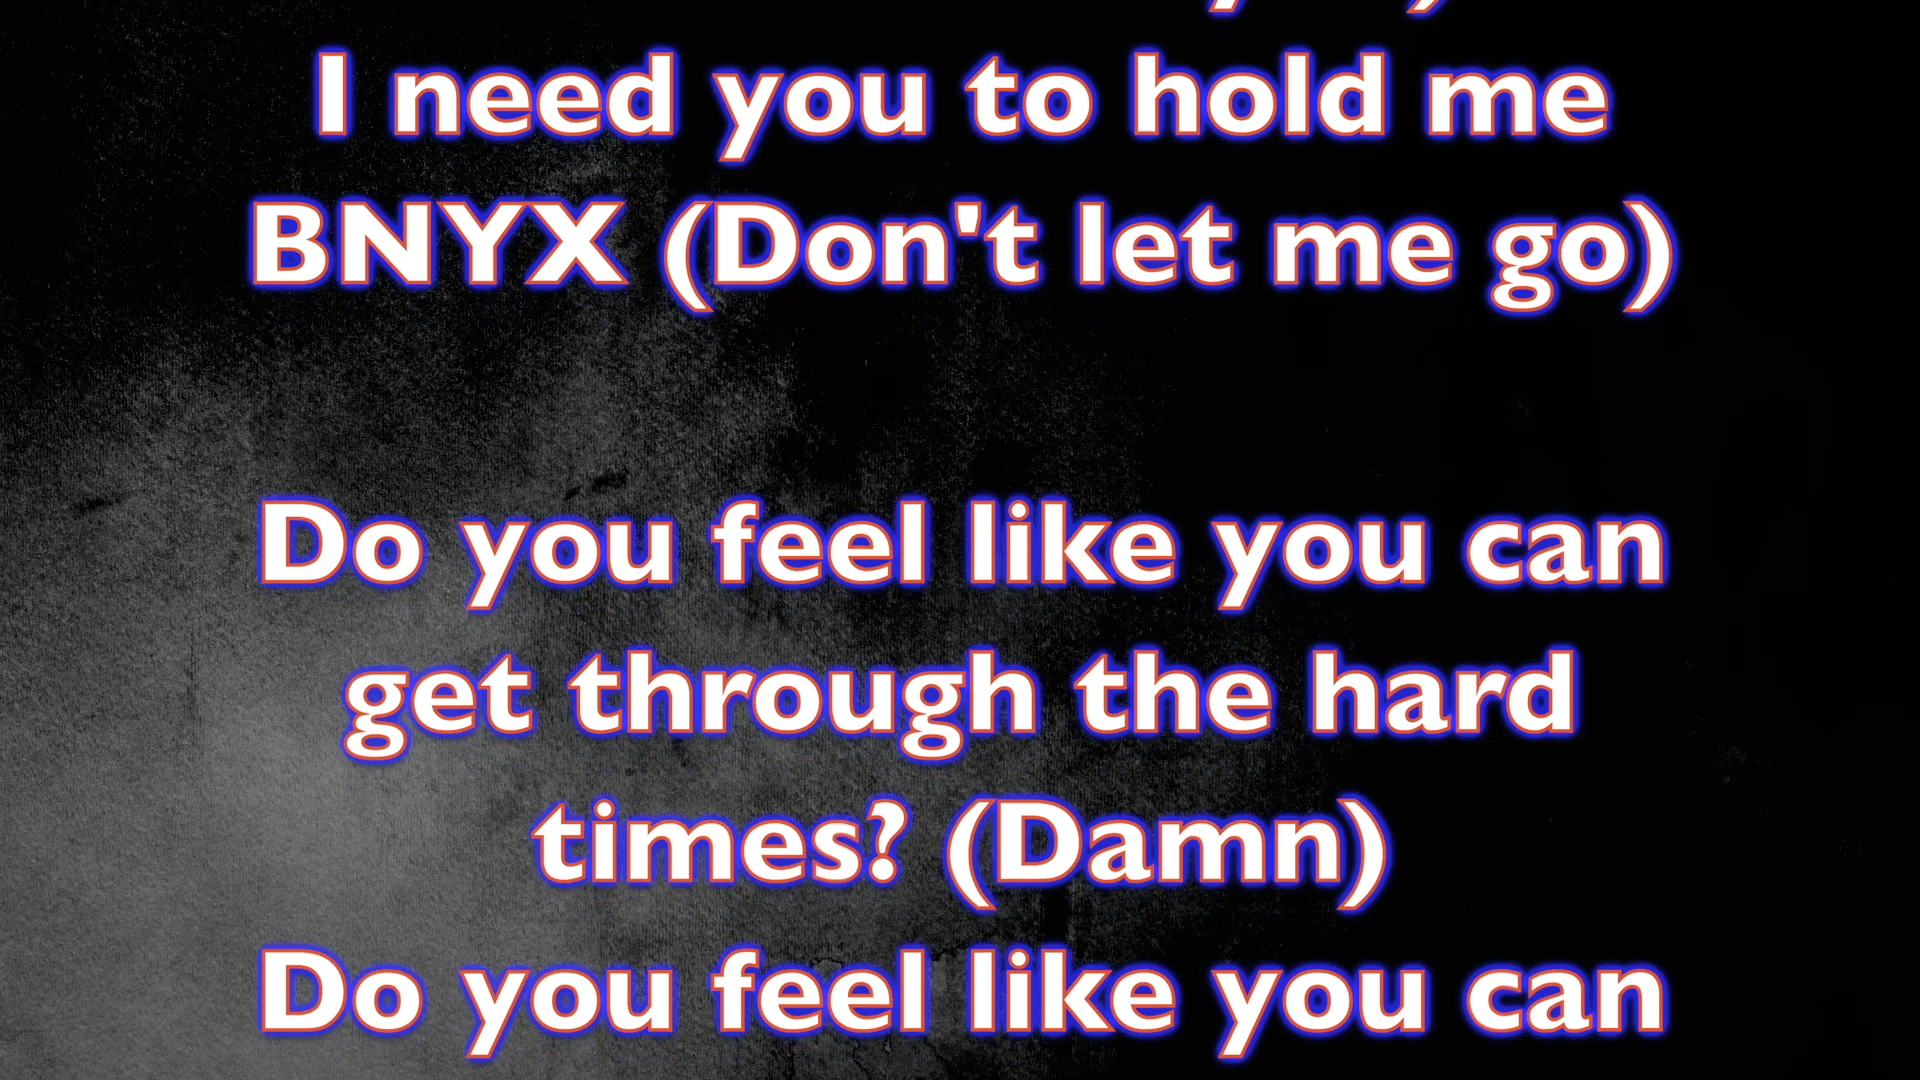 I need you to hold me
BNYX (Don't let me go)
Do you feel like you can
get through the hard
times? (Damn)
Do you feel like you can